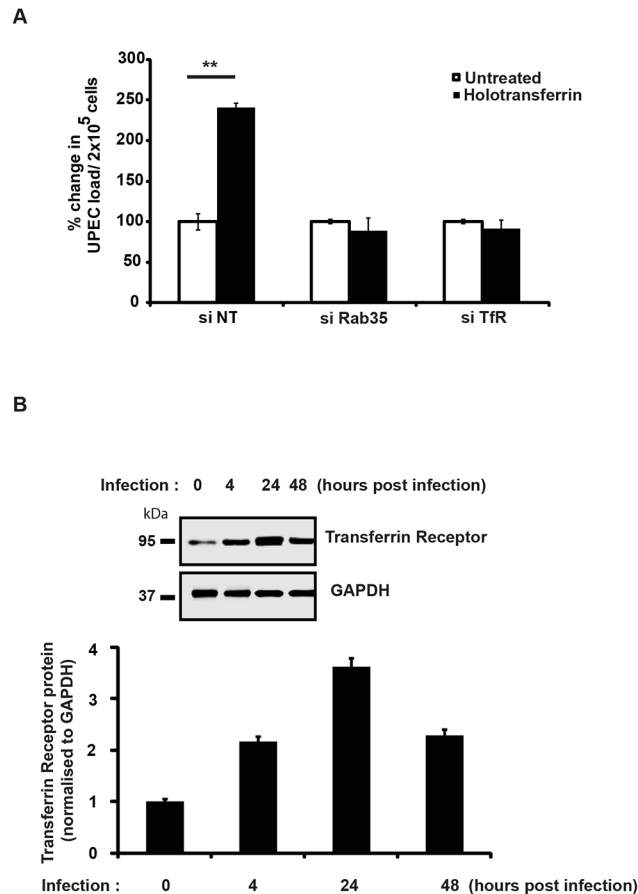 A
300
250
200
150
100
50
0
% change in
UPEC load/ 2x10^5 cells
**
Untreated
Holotransferrin
si NT si Rab35 si TfR
B
Infection : 0 4 24 48 (hours post infection)
kDa
95 Transferrin Receptor
37 GAPDH
Transferrin Receptor protein
(normalised to GAPDH)
4
3
2
1
0
Infection : 0 4 24 48 (hours post infection)